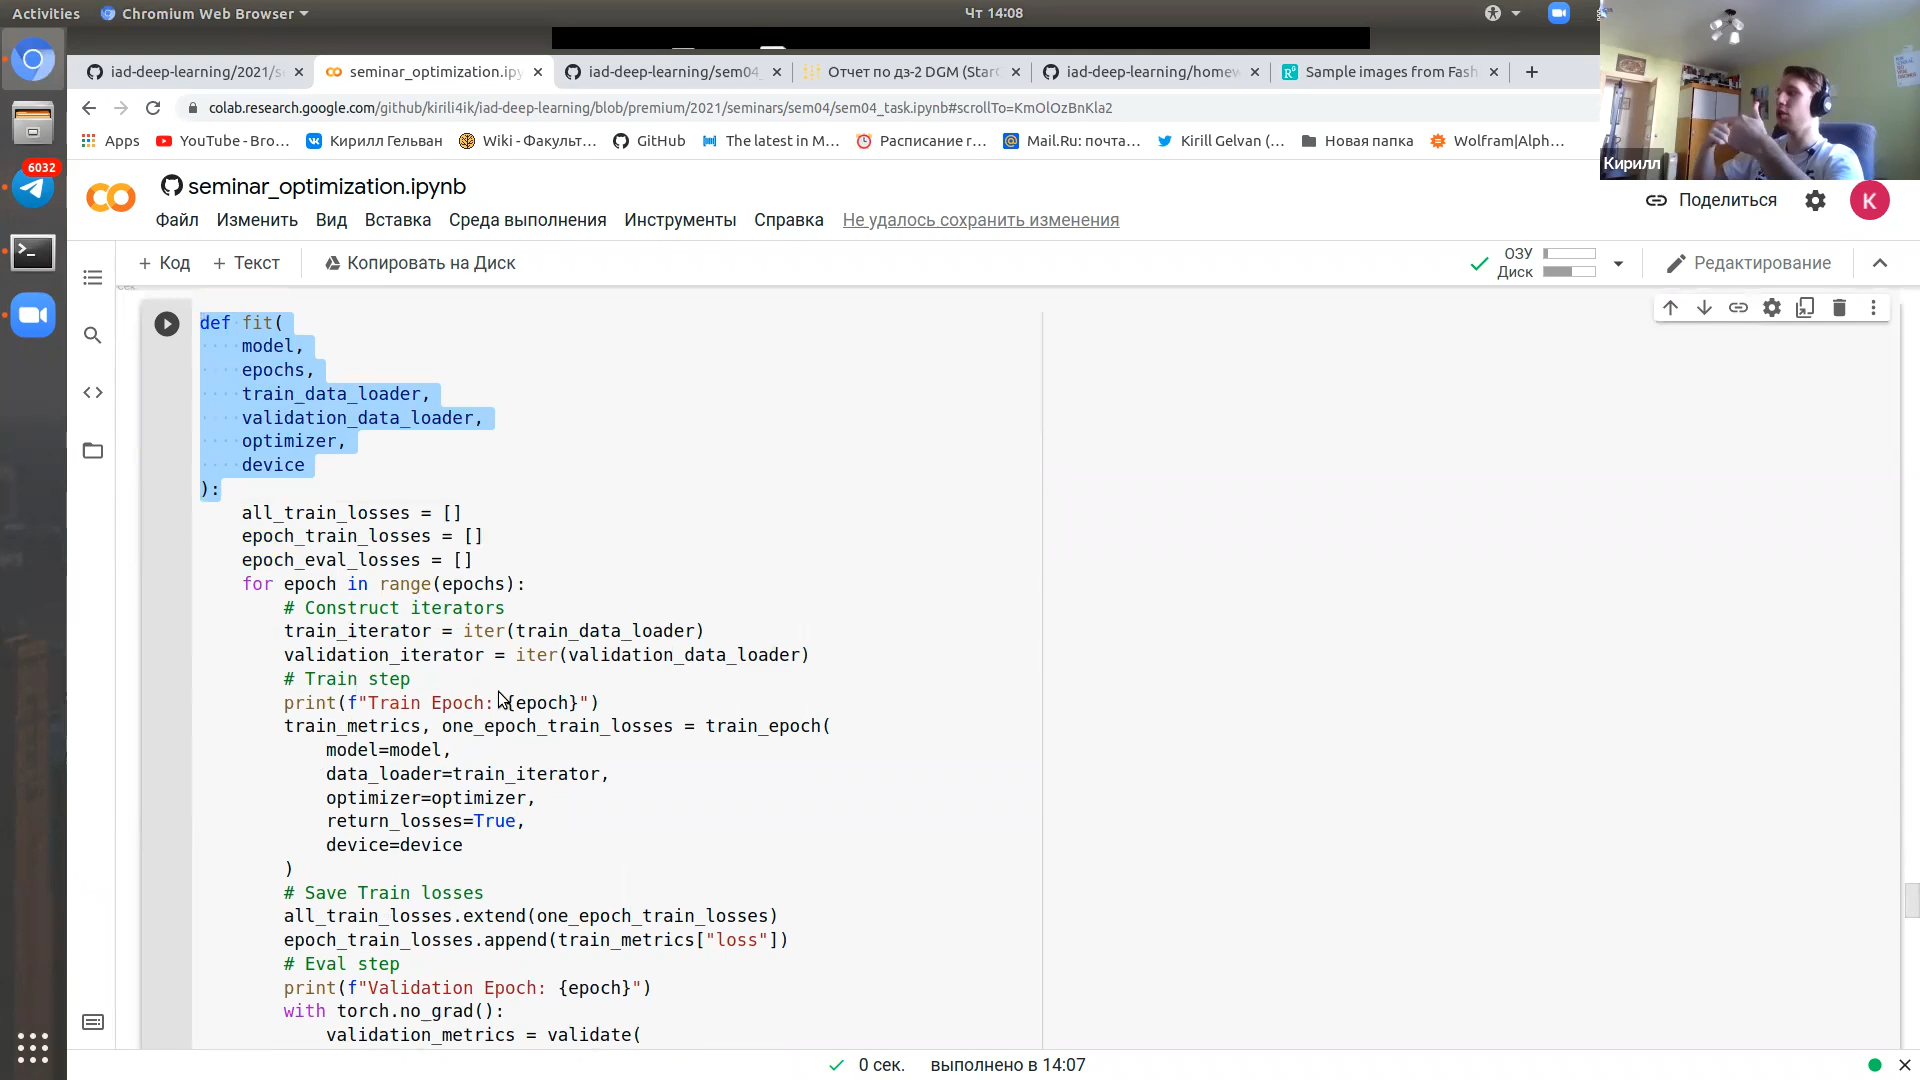 Activities
Chromium Web Browser
Чт 14:08
iad-deep-learning/2021/s
seminar_optimization.ipy
iad-deep-learning/sem04_
Отчет по дз-2 DGM (Star
iad-deep-learning/homew
Sample images from Fash
colab.research.google.com/github/kirili4ik/iad-deep-learning/blob/premium/2021/seminars/sem04/sem04_task.ipynb#scrollTo=KmOlOzBnKla2
Apps
YouTube - Bro...
Кирилл Гельван
Wiki - Факульт...
GitHub
The latest in M...
Расписание г...
Mail.Ru: почта...
Kirill Gelvan (...
Новая папка
Wolfram|Alph...
Кирилл
6032
seminar_optimization.ipynb
Файл Изменить Вид Вставка Среда выполнения Инструменты Справка Не удалось сохранить изменения
Поделиться
K
+ Код + Текст
Копировать на Диск
ОЗУ
Диск
Редактирование
def fit(
model,
epochs,
train_data_loader,
validation_data_loader,
optimizer,
device
):
all_train_losses = []
epoch_train_losses = []
epoch_eval_losses = []
for epoch in range(epochs):
# Construct iterators
train_iterator = iter(train_data_loader)
validation_iterator = iter(validation_data_loader)
# Train step
print(f"Train Epoch: {epoch}")
train_metrics, one_epoch_train_losses = train_epoch(
model=model,
data_loader=train_iterator,
optimizer=optimizer,
return_losses=True,
device=device
)
# Save Train losses
all_train_losses.extend(one_epoch_train_losses)
epoch_train_losses.append(train_metrics["loss"])
# Eval step
print(f"Validation Epoch: {epoch}")
with torch.no_grad():
validation_metrics = validate(
0 сек. выполнено в 14:07